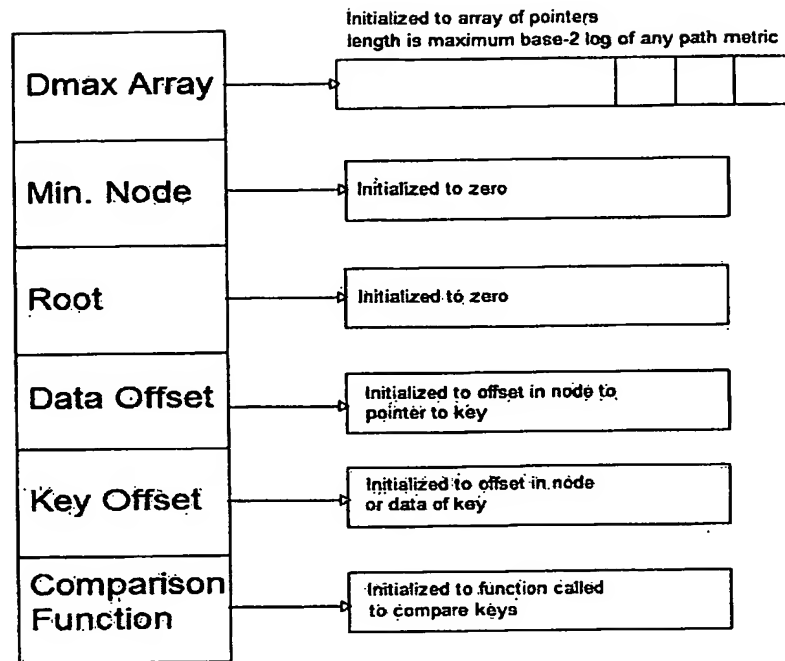 Initialized to array of pointers
length is maximum base-2 log of any path metric
Dmax Array
Min. Node
Initialized to zero
Root
Initialized to zero
Data Offset
Initialized to offset in node to
pointer to key
Key Offset
Initialized to offset in node
or data of key
Comparison
Function
Initialized to function called
to compare keys